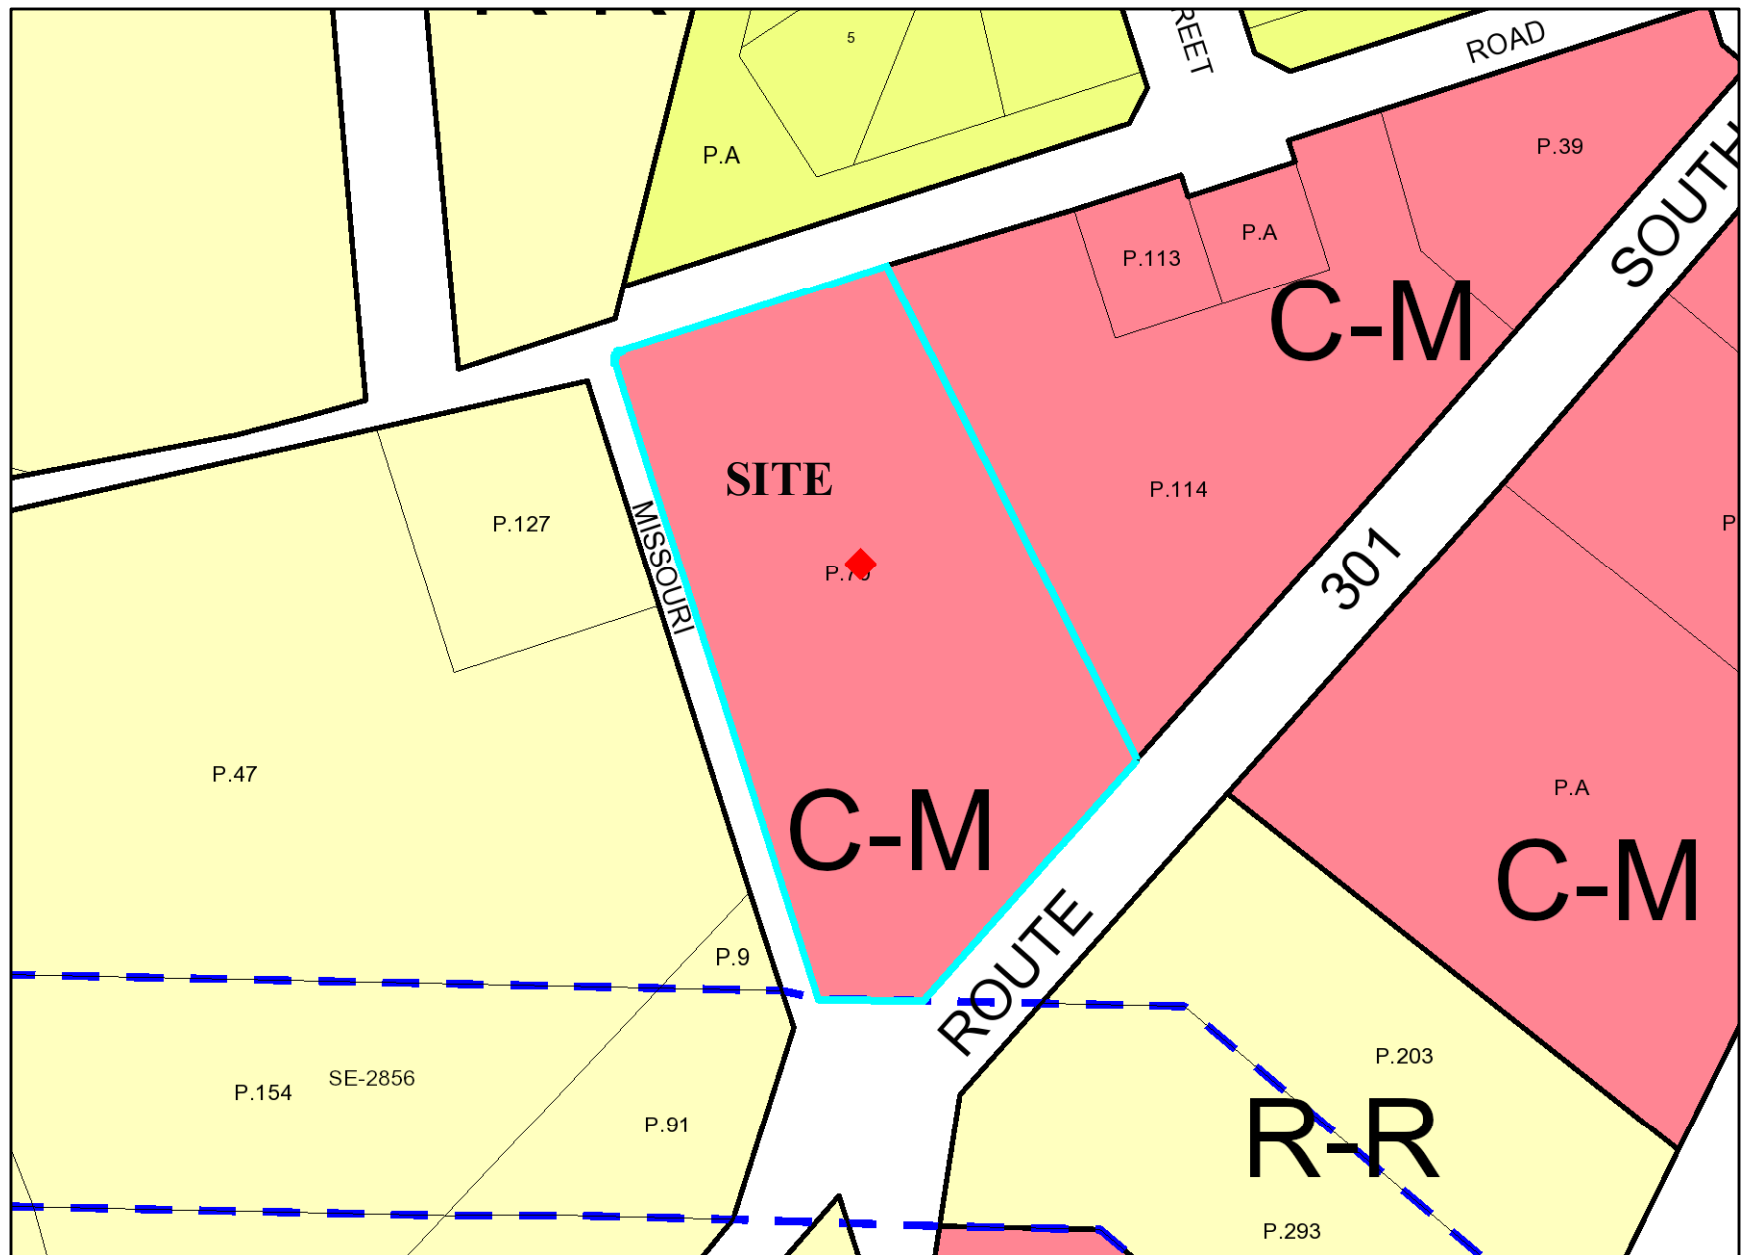 5
REET
ROAD
P.A
P.39
SOUTH
P.113
P.A
C-M
SITE
P.114
P.127
MISSOURI
301
P
P.47
P.A
C-M
C-M
ROUTE
P.9
P.203
SE-2856
P.154
P.91
R-R
P.293